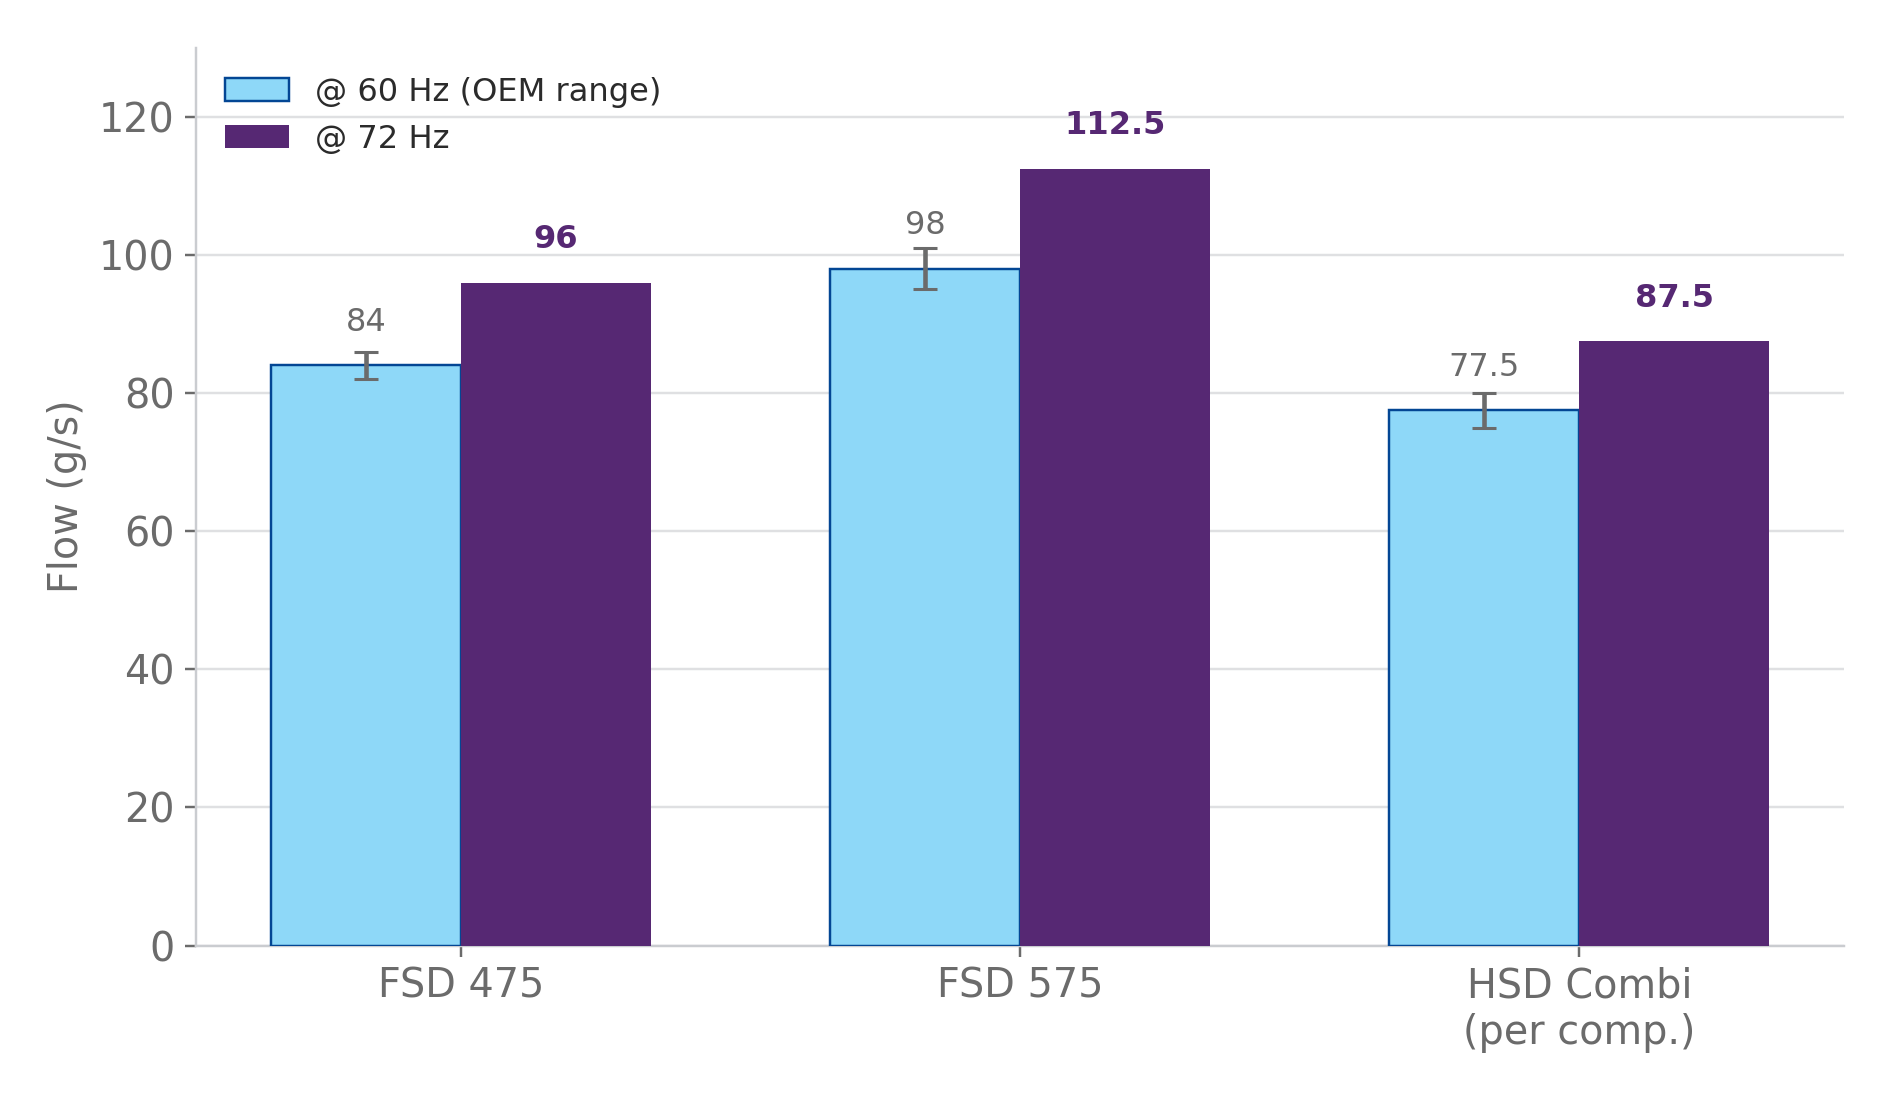 @ 60 Hz (OEM range)
@ 72 Hz
Flow (g/s)
120
100
80
60
40
20
0
84
96
98
112.5
77.5
87.5
FSD 475
FSD 575
HSD Combi
(per comp.)